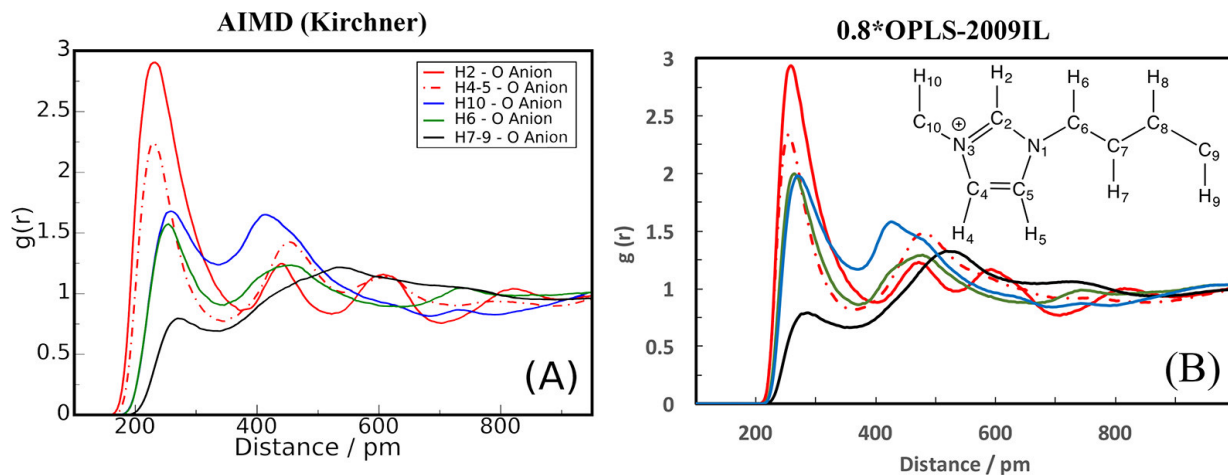 AIMD (Kirchner)
3
2.5
2
1.5
1
0.5
0
g(r)
200
400
600
800
Distance / pm
H2 - O Anion
H4-5 - O Anion
H10 - O Anion
H6 - O Anion
H7-9 - O Anion
(A)
0.8*OPLS-2009IL
3
2.5
2
1.5
1
0.5
0
g (r)
200
400
600
800
Distance / pm
H10
H2
H6
H8
C10
+
N3
C2
N1
C6
C7
C8
C9
C4
C5
H7
H9
H4
H5
(B)